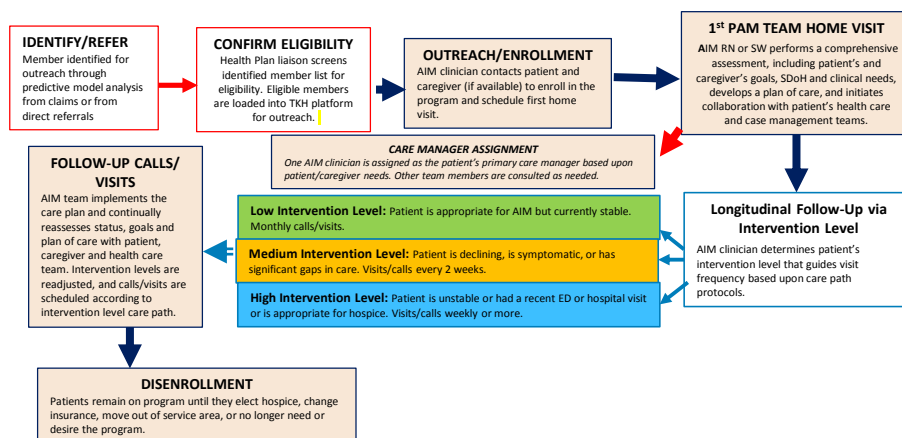 IDENTIFY/REFER
Member identified for
outreach through
predictive model analysis
from claims or from
direct referrals
CONFIRM ELIGIBILITY
Health Plan liaison screens
identified member list for
eligibility. Eligible members
are loaded into TKH platform
for outreach.
OUTREACH/ENROLLMENT
AIM clinician contacts patient and
caregiver (if available) to enroll in
the program and schedule first home
visit.
1st PAM TEAM HOME VISIT
AIM RN or SW performs a comprehensive
assessment, including patient's and
caregiver's goals, SDoH and clinical needs,
develops a plan of care, and initiates
collaboration with patient's health care
and case management teams.
CARE MANAGER ASSIGNMENT
One AIM clinician is assigned as the patient's primary care manager based upon
patient/caregiver needs. Other team members are consulted as needed.
Longitudinal Follow-Up via
Intervention Level
AIM clinician determines patient's
intervention level that guides visit
frequency based upon care path
protocols.
Low Intervention Level: Patient is appropriate for AIM but currently stable.
Monthly calls/visits.
Medium Intervention Level: Patient is declining, is symptomatic, or has
significant gaps in care. Visits/calls every 2 weeks.
High Intervention Level: Patient is unstable or had a recent ED or hospital visit
or is appropriate for hospice. Visits/calls weekly or more.
FOLLOW-UP CALLS/
VISITS
AIM team implements the
care plan and continually
reassesses status, goals and
plan of care with patient,
caregiver and health care
team. Intervention levels are
readjusted, and calls/visits are
scheduled according to
intervention level care path.
DISENROLLMENT
Patients remain on program until they elect hospice, change
insurance, move out of service area, or no longer need or
desire the program.